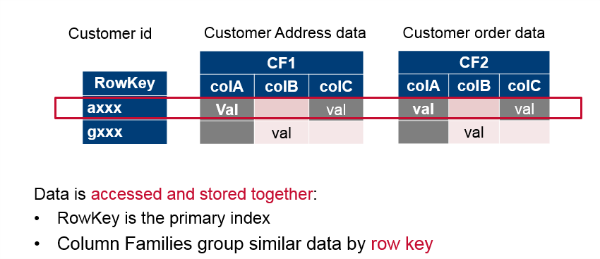 Customer id Customer Address data Customer order data
CF1 CF2
RowKey colA colB colC colA colB colC
axxx Val val val val
gxxx val val
Data is accessed and stored together:
• RowKey is the primary index
• Column Families group similar data by row key